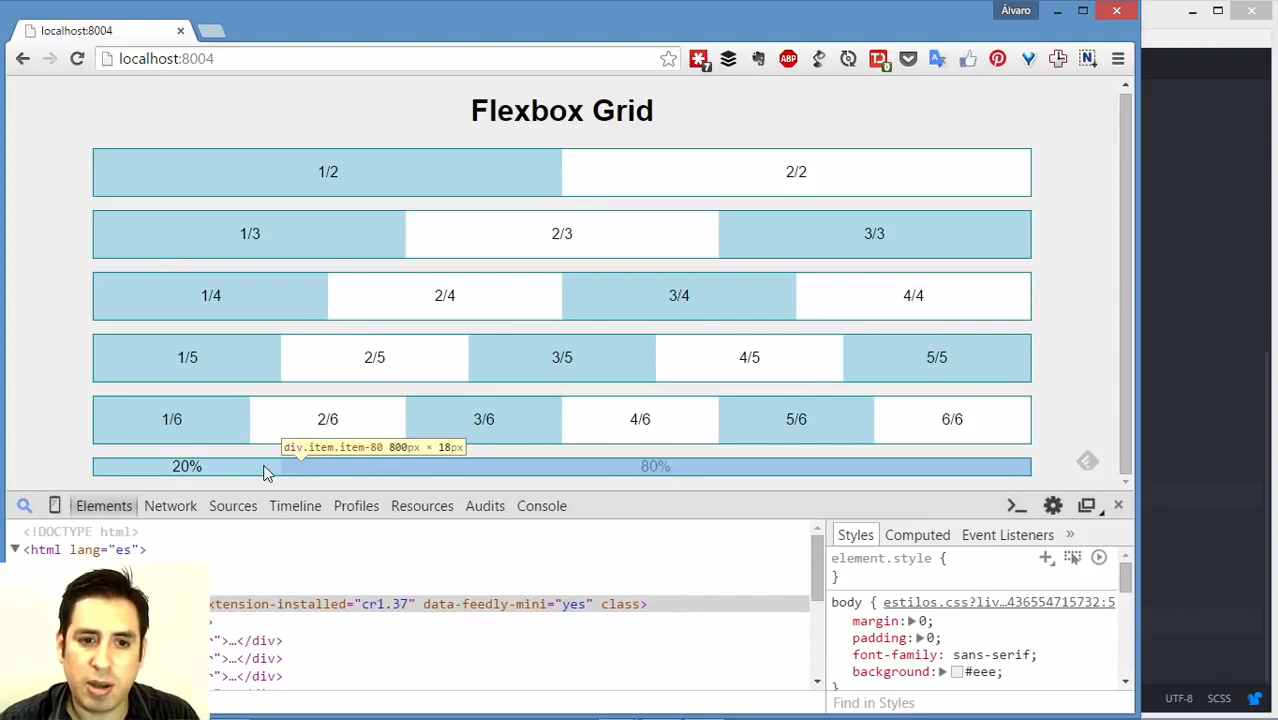 Álvaro
localhost:8004
localhost:8004
7
ABP
0
N
Flexbox Grid
1/2 2/2
1/3 2/3 3/3
1/4 2/4 3/4 4/4
1/5 2/5 3/5 4/5 5/5
1/6 2/6 3/6 4/6 5/6 6/6
div.item.item-80 800px × 18px
20% 80%
Elements Network Sources Timeline Profiles Resources Audits Console
<!DOCTYPE html>
<html lang="es">
xtension-installed="cr1.37" data-feedly-mini="yes" class>
>
">…</div>
">…</div>
">…</div>
Styles Computed Event Listeners »
element.style {
}
body { estilos.css?liv…436554715732:5
margin: 0;
padding: 0;
font-family: sans-serif;
background: #eee;
}
Find in Styles
UTF-8 SCSS